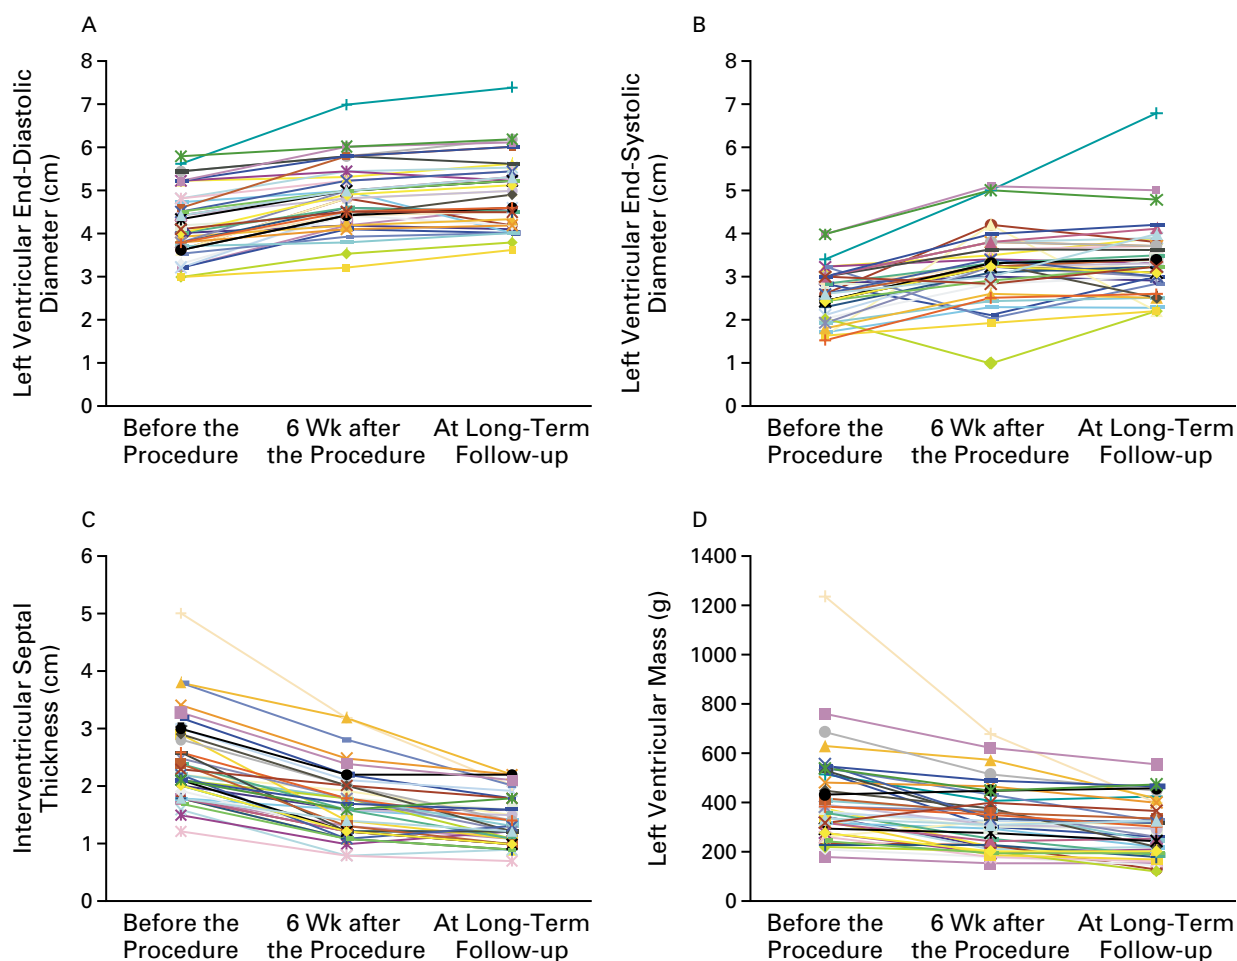 A
8
7
6
5
4
3
2
1
0
Left Ventricular End-Diastolic
Diameter (cm)
Before the
Procedure
6 Wk after
the Procedure
At Long-Term
Follow-up
B
8
7
6
5
4
3
2
1
0
Left Ventricular End-Systolic
Diameter (cm)
Before the
Procedure
6 Wk after
the Procedure
At Long-Term
Follow-up
C
6
5
4
3
2
1
0
Interventricular Septal
Thickness (cm)
Before the
Procedure
6 Wk after
the Procedure
At Long-Term
Follow-up
D
1400
1200
1000
800
600
400
200
0
Left Ventricular Mass (g)
Before the
Procedure
6 Wk after
the Procedure
At Long-Term
Follow-up